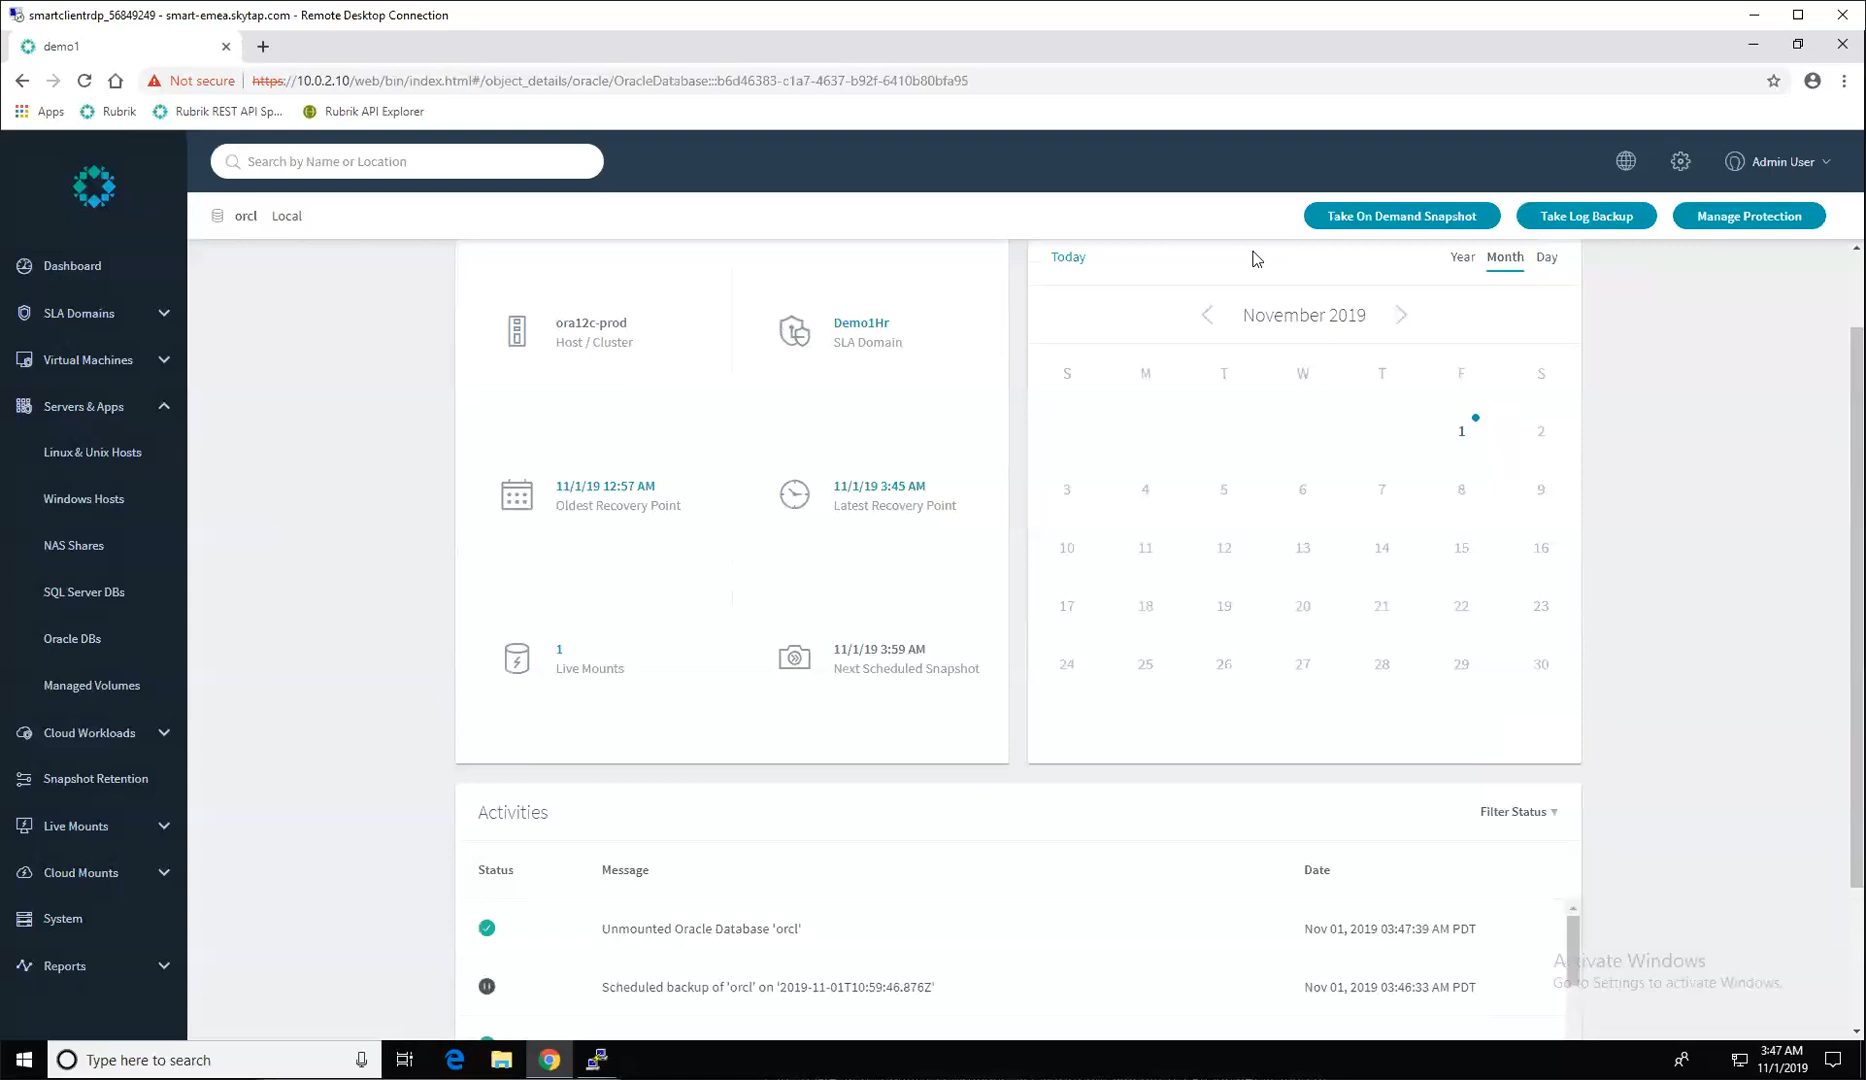 smartclientrdp_56849249 - smart-emea.skytap.com - Remote Desktop Connection
demo1
Not secure https://10.0.2.10/web/bin/index.html#/object_details/oracle/OracleDatabase:::b6d46383-c1a7-4637-b92f-6410b80bfa95
Apps Rubrik Rubrik REST API Sp... Rubrik API Explorer
Search by Name or Location
Admin User
orcl Local
Take On Demand Snapshot Take Log Backup Manage Protection
Dashboard
SLA Domains
Virtual Machines
Servers & Apps
Linux & Unix Hosts
Windows Hosts
NAS Shares
SQL Server DBs
Oracle DBs
Managed Volumes
Cloud Workloads
Snapshot Retention
Live Mounts
Cloud Mounts
System
Reports
ora12c-prod
Host / Cluster
Demo1Hr
SLA Domain
11/1/19 12:57 AM
Oldest Recovery Point
11/1/19 3:45 AM
Latest Recovery Point
1
Live Mounts
11/1/19 3:59 AM
Next Scheduled Snapshot
Today Year Month Day
November 2019
S M T W T F S
1 2
3 4 5 6 7 8 9
10 11 12 13 14 15 16
17 18 19 20 21 22 23
24 25 26 27 28 29 30
Activities Filter Status
Status Message Date
Unmounted Oracle Database 'orcl' Nov 01, 2019 03:47:39 AM PDT
Scheduled backup of 'orcl' on '2019-11-01T10:59:46.876Z' Nov 01, 2019 03:46:33 AM PDT
Activate Windows
Go to Settings to activate Windows.
Type here to search
3:47 AM
11/1/2019